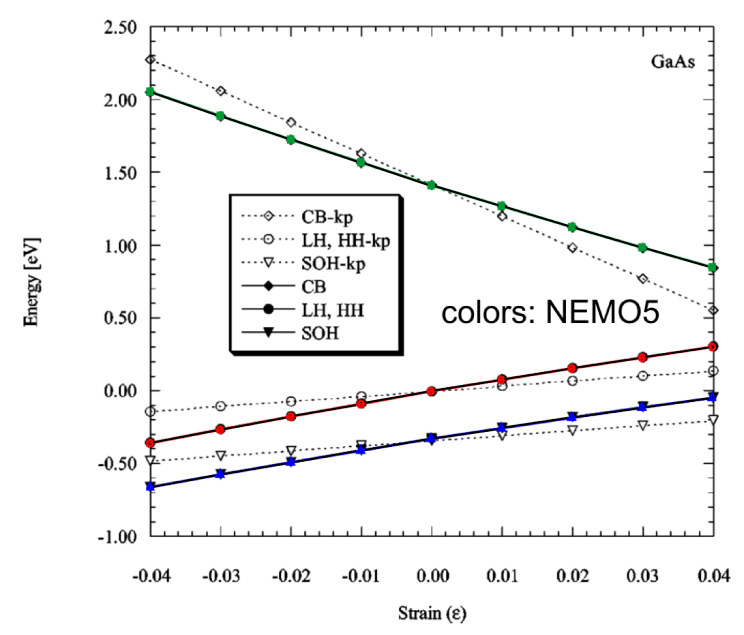 2.50
GaAs
2.00
1.50
1.00
0.50
0.00
-0.50
-1.00
Energy [eV]
CB-kp
LH, HH-kp
SOH-kp
CB
LH, HH
SOH
colors: NEMO5
-0.04 -0.03 -0.02 -0.01 0.00 0.01 0.02 0.03 0.04
Strain (ε)